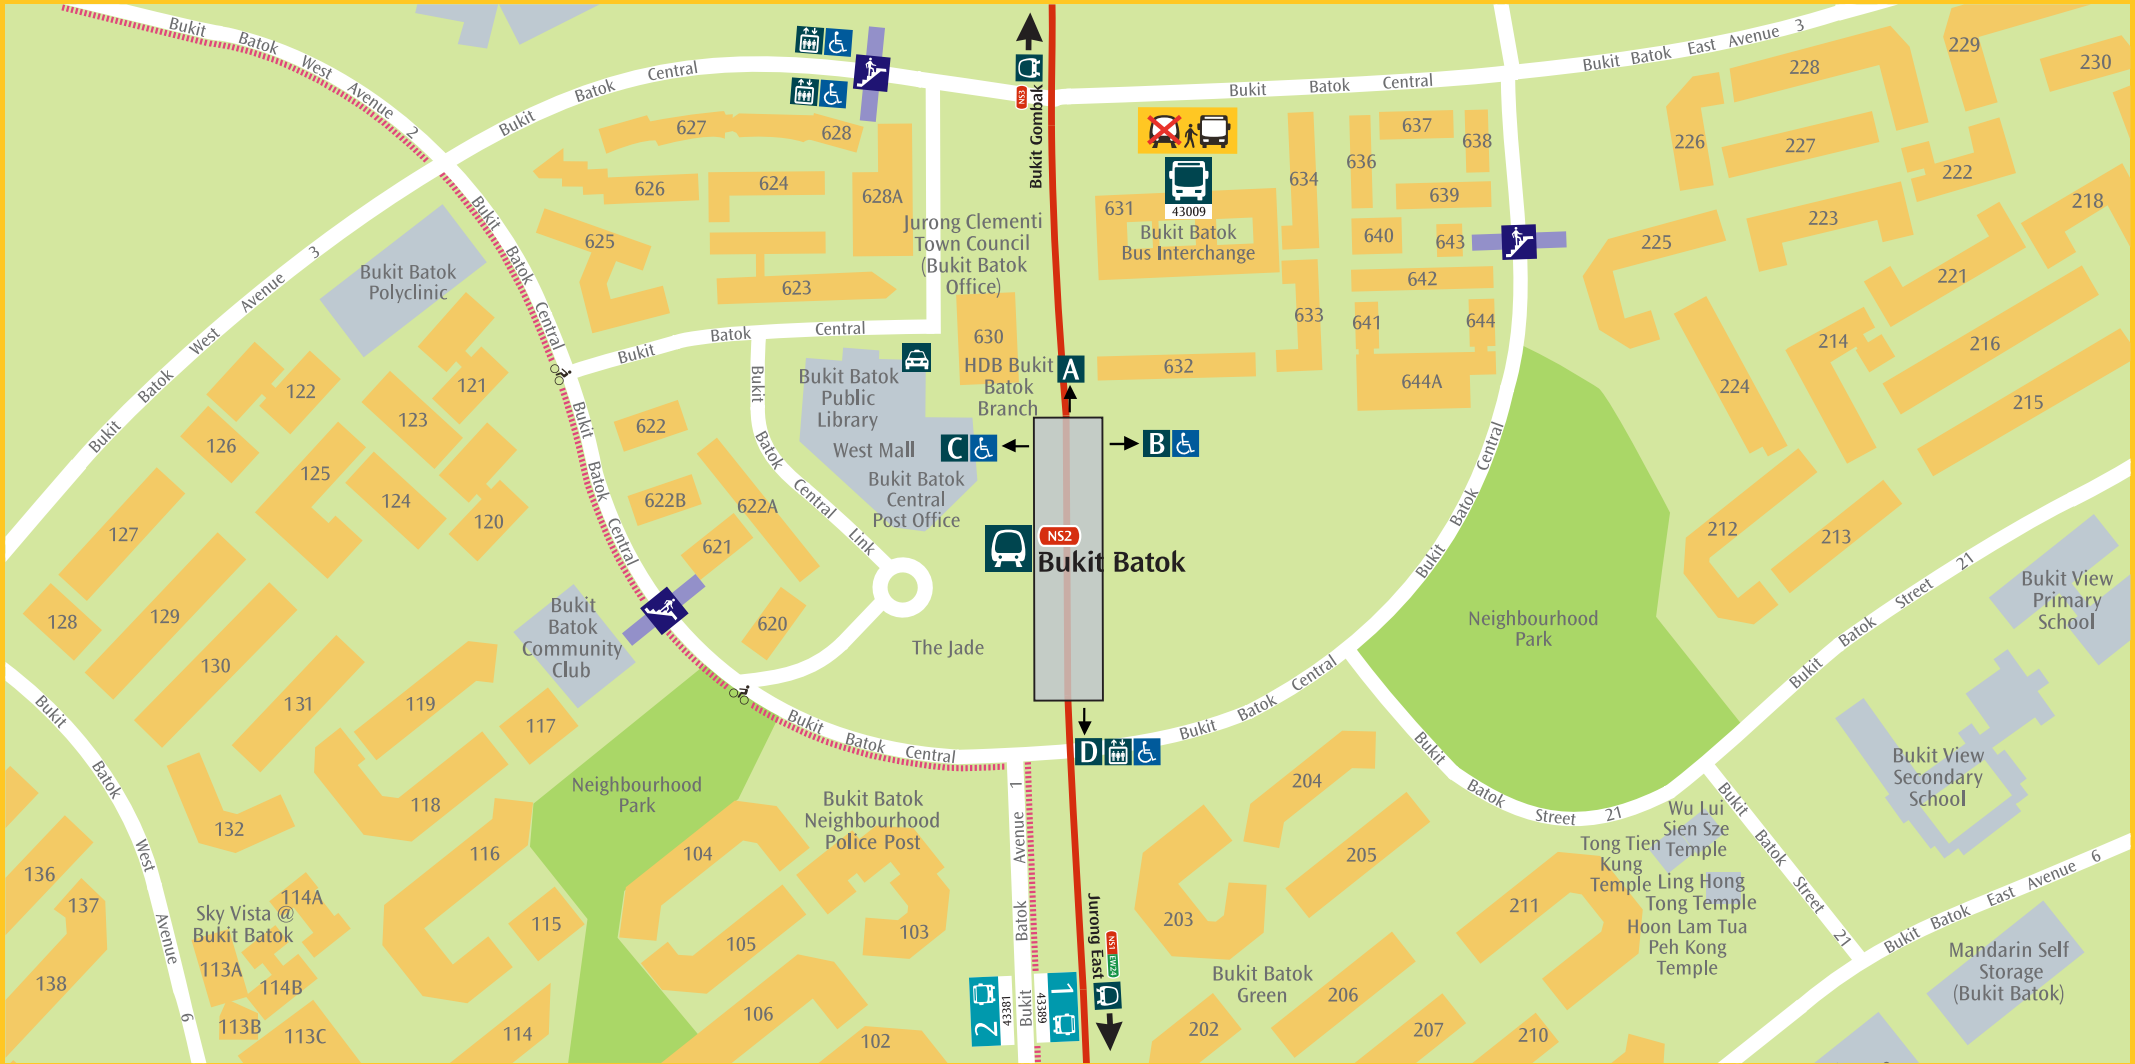 Bukit Batok West Avenue 2
Bukit Batok Central
NS3
Bukit Gombak
Bukit Batok Central
Bukit Batok East Avenue 3
229
230
228
226
227
222
218
223
225
221
214
216
224
215
212
213
627
628
626
624
628A
625
623
Jurong Clementi
Town Council
(Bukit Batok
Office)
43009
631
Bukit Batok
Bus Interchange
634
636
637
638
639
640
643
642
633
641
644
632
644A
Bukit Batok
Polyclinic
Bukit Batok West Avenue 3
Bukit Batok Central
Bukit Batok Central
630
HDB Bukit
Batok
Branch
A
Bukit Batok
Public
Library
West Mall
Bukit Batok
Central
Post Office
C
B
NS2
Bukit Batok
Bukit Batok Central Link
Bukit Batok Central
622
622B
622A
621
620
The Jade
122
121
123
126
125
124
120
127
128
129
130
131
119
117
118
132
116
Bukit
Batok
Community
Club
Neighbourhood
Park
Bukit Batok Central
D
Bukit Batok Central
Bukit Batok Central
Neighbourhood
Park
Bukit Batok Street 21
Bukit Batok Street 21
Bukit View
Primary
School
Bukit View
Secondary
School
Bukit Batok Street 21
Bukit Batok East Avenue 6
Wu Lui
Sien Sze
Temple
Tong Tien
Kung
Temple
Ling Hong
Tong Temple
Hoon Lam Tua
Peh Kong
Temple
Mandarin Self
Storage
(Bukit Batok)
Bukit Batok West Avenue 6
136
137
138
114A
Sky Vista @
Bukit Batok
113A
114B
113B
113C
115
114
104
105
106
102
103
Bukit Batok
Neighbourhood
Police Post
Bukit Batok Avenue 1
2
43381
1
43389
Jurong East
NS1
EW24
204
205
203
211
Bukit Batok
Green
206
202
207
210